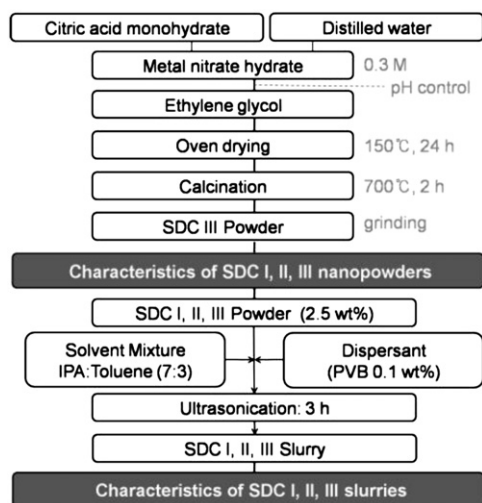 Citric acid monohydrate
Distilled water
Metal nitrate hydrate
0.3 M
pH control
Ethylene glycol
Oven drying
150℃, 24 h
Calcination
700℃, 2 h
SDC III Powder
grinding
Characteristics of SDC I, II, III nanopowders
SDC I, II, III Powder (2.5 wt%)
Solvent Mixture
IPA:Toluene (7:3)
Dispersant
(PVB 0.1 wt%)
Ultrasonication: 3 h
SDC I, II, III Slurry
Characteristics of SDC I, II, III slurries